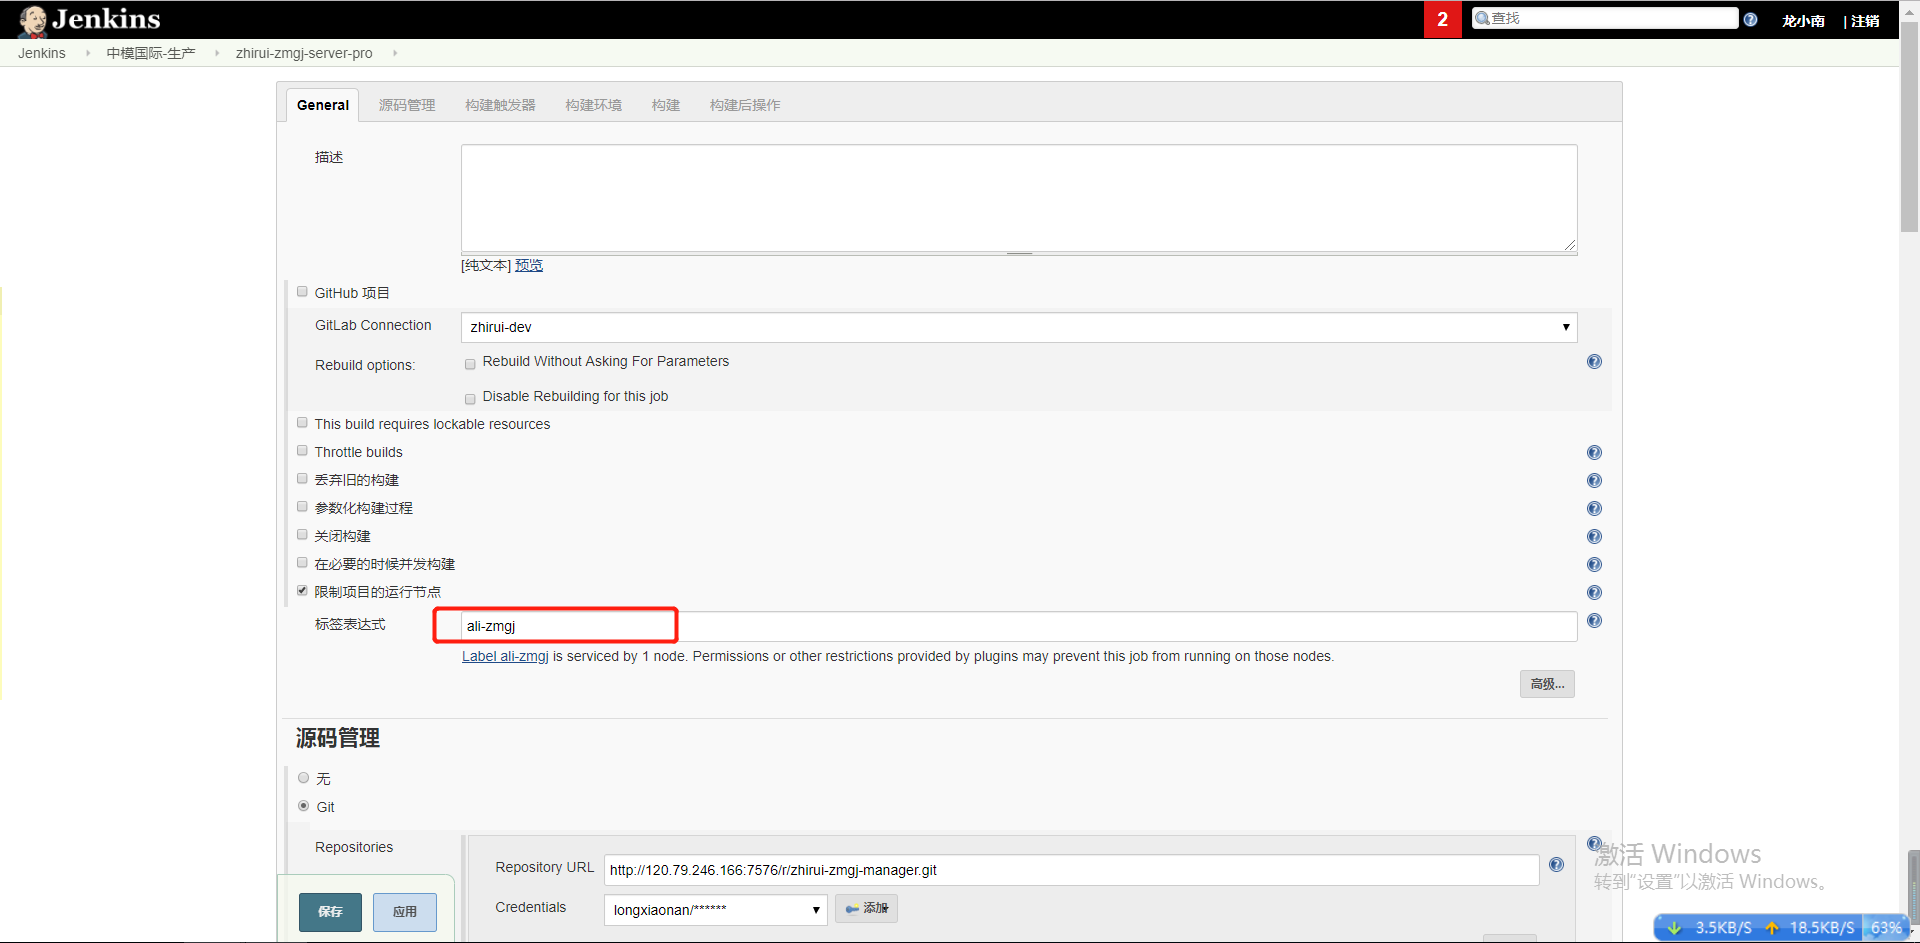 Jenkins
2
查找
龙小南
| 注销
Jenkins
中模国际-生产
zhirui-zmgj-server-pro
General
源码管理
构建触发器
构建环境
构建
构建后操作
描述
[纯文本] 预览
GitHub 项目
GitLab Connection
zhirui-dev
Rebuild options:
Rebuild Without Asking For Parameters
Disable Rebuilding for this job
This build requires lockable resources
Throttle builds
丢弃旧的构建
参数化构建过程
关闭构建
在必要的时候并发构建
限制项目的运行节点
标签表达式
ali-zmgj
Label ali-zmgj is serviced by 1 node. Permissions or other restrictions provided by plugins may prevent this job from running on those nodes.
高级...
源码管理
无
Git
Repositories
Repository URL
http://120.79.246.166:7576/r/zhirui-zmgj-manager.git
Credentials
longxiaonan/******
添加
保存
应用
激活 Windows
转到“设置”以激活 Windows。
3.5KB/S
18.5KB/S
63%